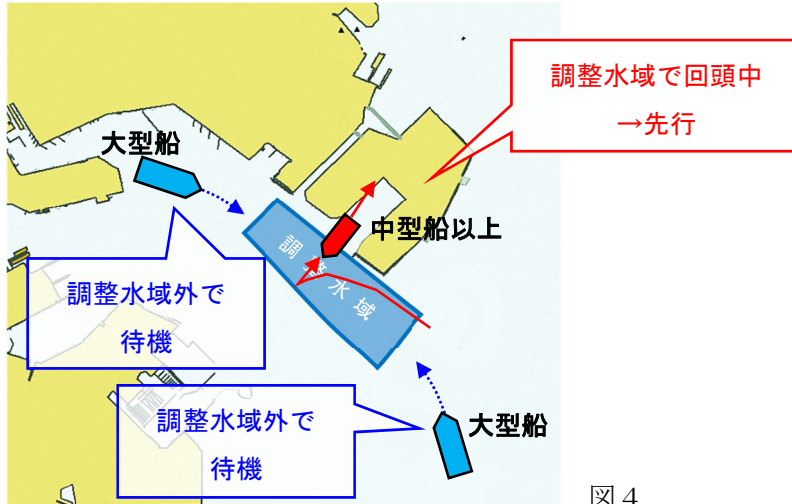 調整水域で回頭中
→先行
大型船
中型船以上
調整水域
調整水域外で
待機
調整水域外で
待機
大型船
図４